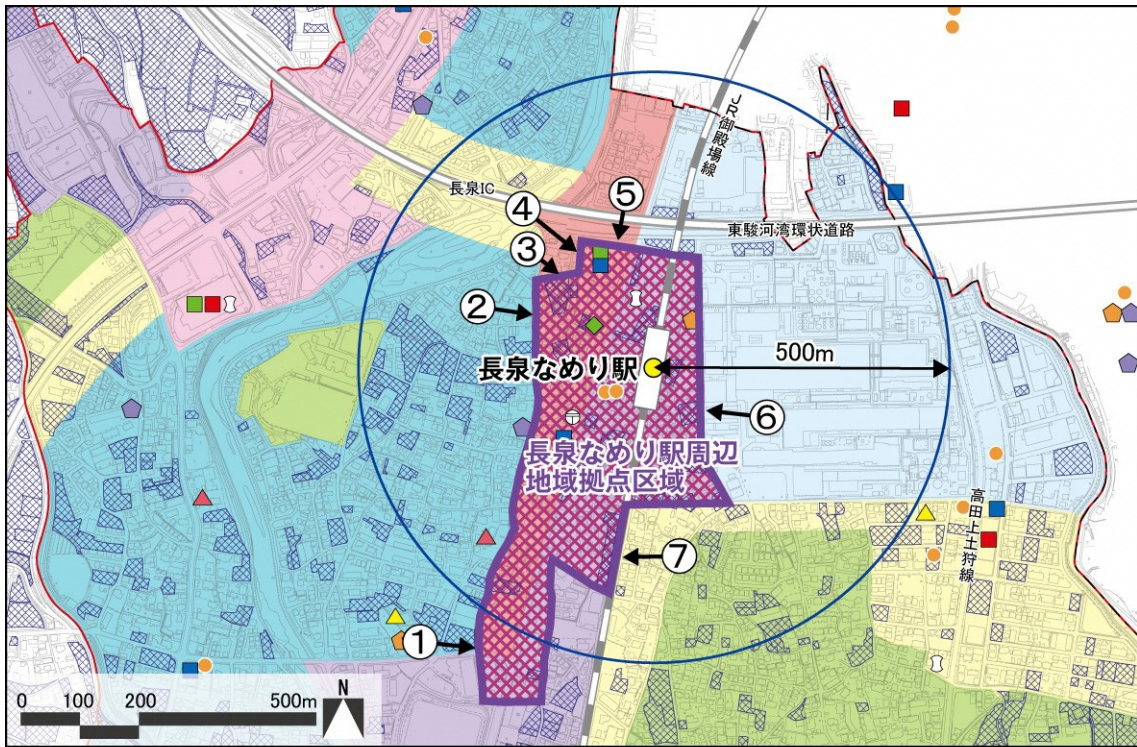 JR御殿場線
長泉IC
⑤
④
東駿河湾環状道路
③
②
500m
長泉なめり駅
⑥
長泉なめり駅周辺
地域拠点区域
高田上土狩線
⑦
①
0 100 200 500m
N